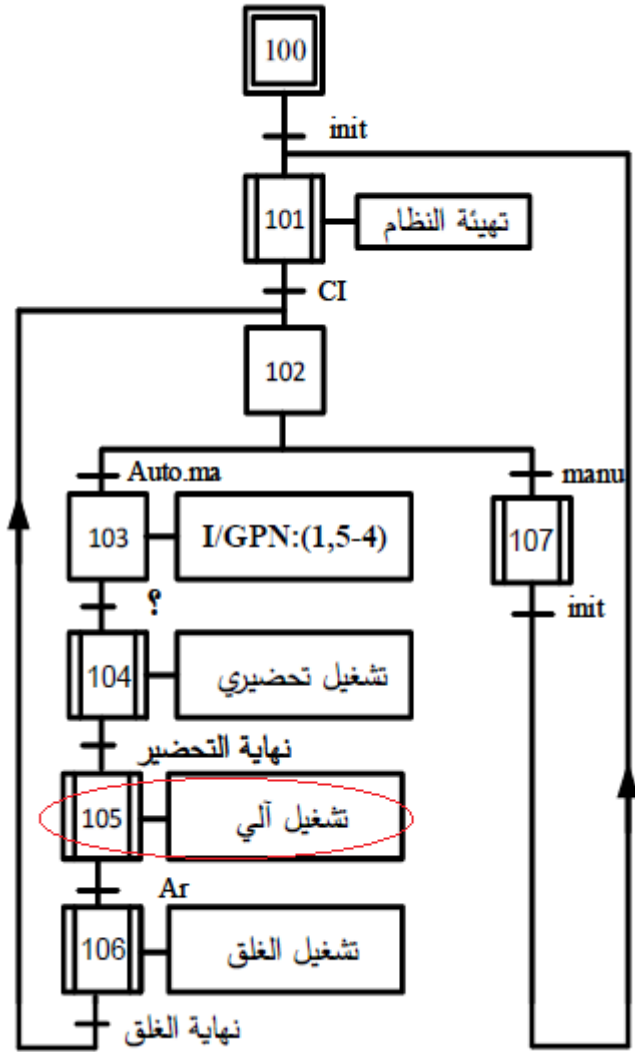 100
init
101
تهيئة النظام
CI
102
Auto.ma
manu
103
I/GPN:(1,5-4)
107
؟
init
104
تشغيل تحضيري
نهاية التحضير
105
تشغيل آلي
Ar
106
تشغيل الغلق
نهاية الغلق